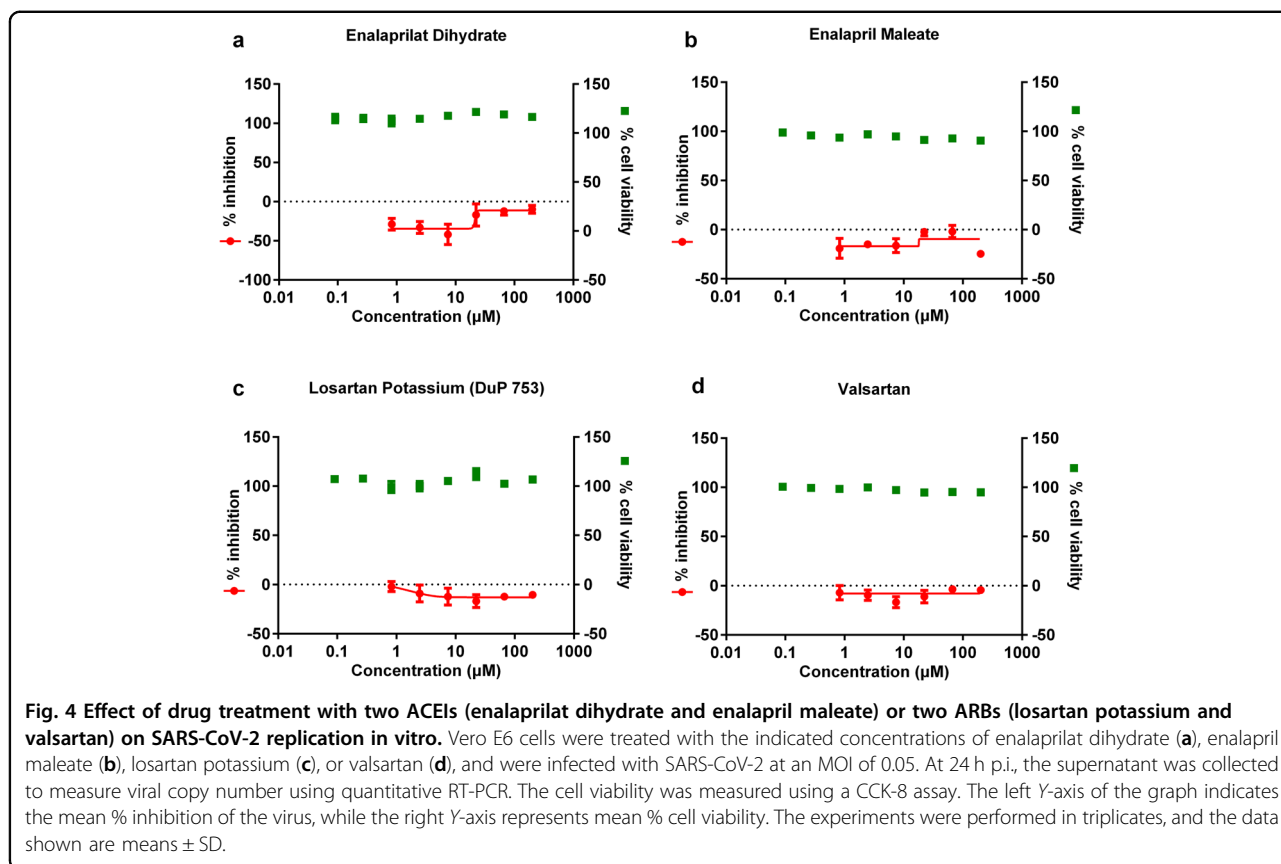 a
Enalaprilat Dihydrate
150
100
50
0
-50
-100
% inhibition
150
100
50
0
-50
% cell viability
0.01 0.1 1 10 100 1000
Concentration (µM)
b
Enalapril Maleate
150
100
50
0
-50
% inhibition
150
100
50
0
-50
% cell viability
0.01 0.1 1 10 100 1000
Concentration (µM)
c
Losartan Potassium (DuP 753)
150
100
50
0
-50
% inhibition
150
100
50
0
-50
% cell viability
0.01 0.1 1 10 100 1000
Concentration (µM)
d
Valsartan
150
100
50
0
-50
% inhibition
150
100
50
0
-50
% cell viability
0.01 0.1 1 10 100 1000
Concentration (µM)
Fig. 4 Effect of drug treatment with two ACEIs (enalaprilat dihydrate and enalapril maleate) or two ARBs (losartan potassium and
valsartan) on SARS-CoV-2 replication in vitro. Vero E6 cells were treated with the indicated concentrations of enalaprilat dihydrate (a), enalapril
maleate (b), losartan potassium (c), or valsartan (d), and were infected with SARS-CoV-2 at an MOI of 0.05. At 24 h p.i., the supernatant was collected
to measure viral copy number using quantitative RT-PCR. The cell viability was measured using a CCK-8 assay. The left Y-axis of the graph indicates
the mean % inhibition of the virus, while the right Y-axis represents mean % cell viability. The experiments were performed in triplicates, and the data
shown are means ± SD.